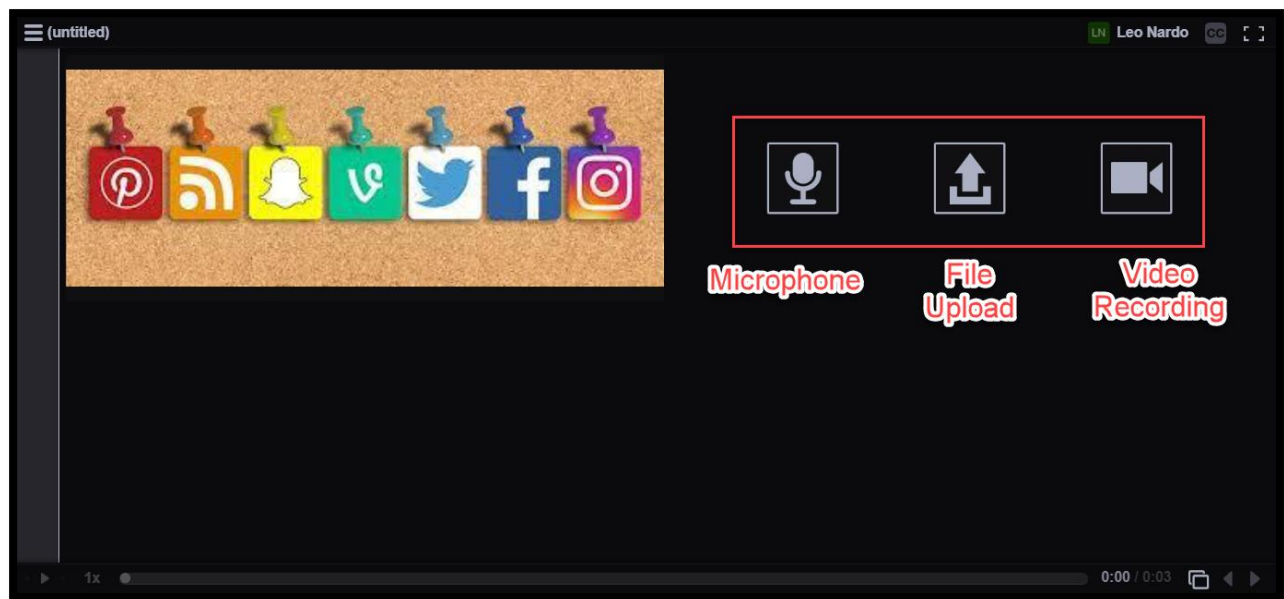 (untitled)
LN Leo Nardo CC
Microphone
File
Upload
Video
Recording
1x
0:00 / 0:03